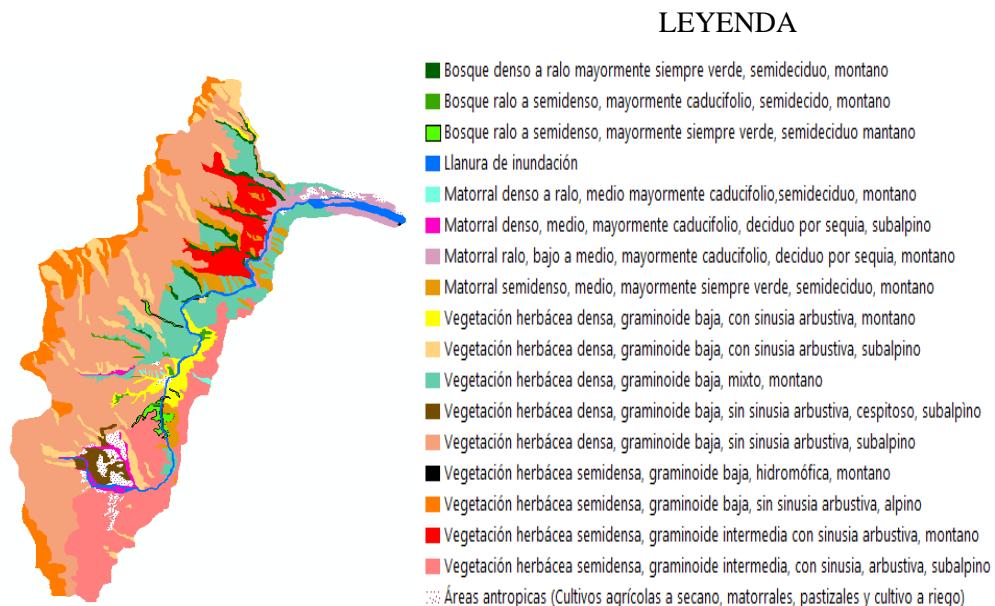 LEYENDA
Bosque denso a ralo mayormente siempre verde, semideciduo, montano
Bosque ralo a semidenso, mayormente caducifolio, semidecido, montano
Bosque ralo a semidenso, mayormente siempre verde, semideciduo mantano
Llanura de inundación
Matorral denso a ralo, medio mayormente caducifolio,semideciduo, montano
Matorral denso, medio, mayormente caducifolio, deciduo por sequia, subalpino
Matorral ralo, bajo a medio, mayormente caducifolio, deciduo por sequia, montano
Matorral semidenso, medio, mayormente siempre verde, semideciduo, montano
Vegetación herbácea densa, graminoide baja, con sinusia arbustiva, montano
Vegetación herbácea densa, graminoide baja, con sinusia arbustiva, subalpino
Vegetación herbácea densa, graminoide baja, mixto, montano
Vegetación herbácea densa, graminoide baja, sin sinusia arbustiva, cespitoso, subalpino
Vegetación herbácea densa, graminoide baja, sin sinusia arbustiva, subalpino
Vegetación herbácea semidensa, graminoide baja, hidromófica, montano
Vegetación herbácea semidensa, graminoide baja, sin sinusia arbustiva, alpino
Vegetación herbácea semidensa, graminoide intermedia con sinusia arbustiva, montano
Vegetación herbácea semidensa, graminoide intermedia, con sinusia, arbustiva, subalpino
Áreas antropicas (Cultivos agrícolas a secano, matorrales, pastizales y cultivo a riego)